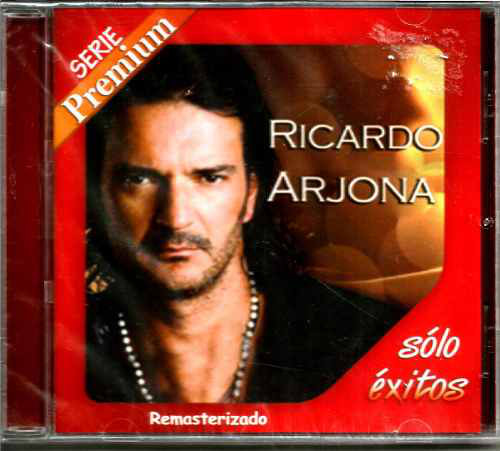 SERIE
Premium
RICARDO
ARJONA
sólo
éxitos
Remasterizado